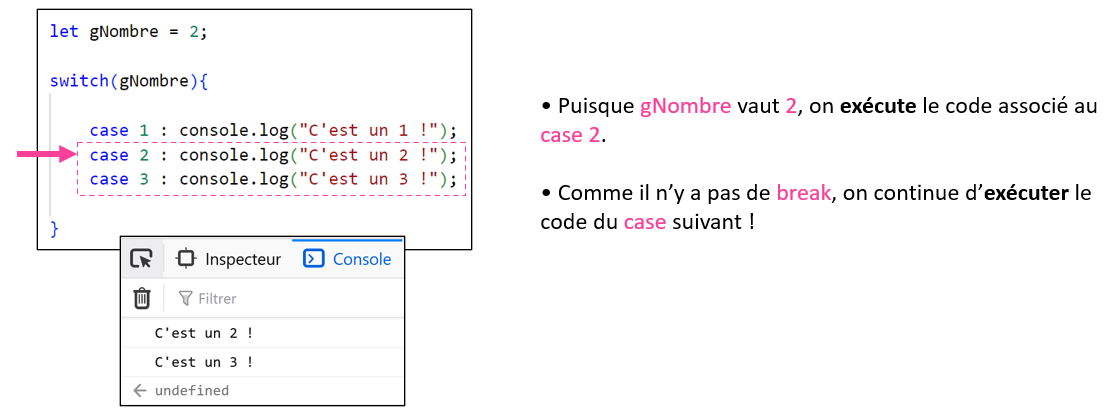 let gNombre = 2;
switch(gNombre){
case 1 : console.log("C'est un 1 !");
case 2 : console.log("C'est un 2 !");
case 3 : console.log("C'est un 3 !");
}
Inspecteur Console
Filtrer
C'est un 2 !
C'est un 3 !
undefined
• Puisque gNombre vaut 2, on exécute le code associé au
case 2.
• Comme il n’y a pas de break, on continue d’exécuter le
code du case suivant !